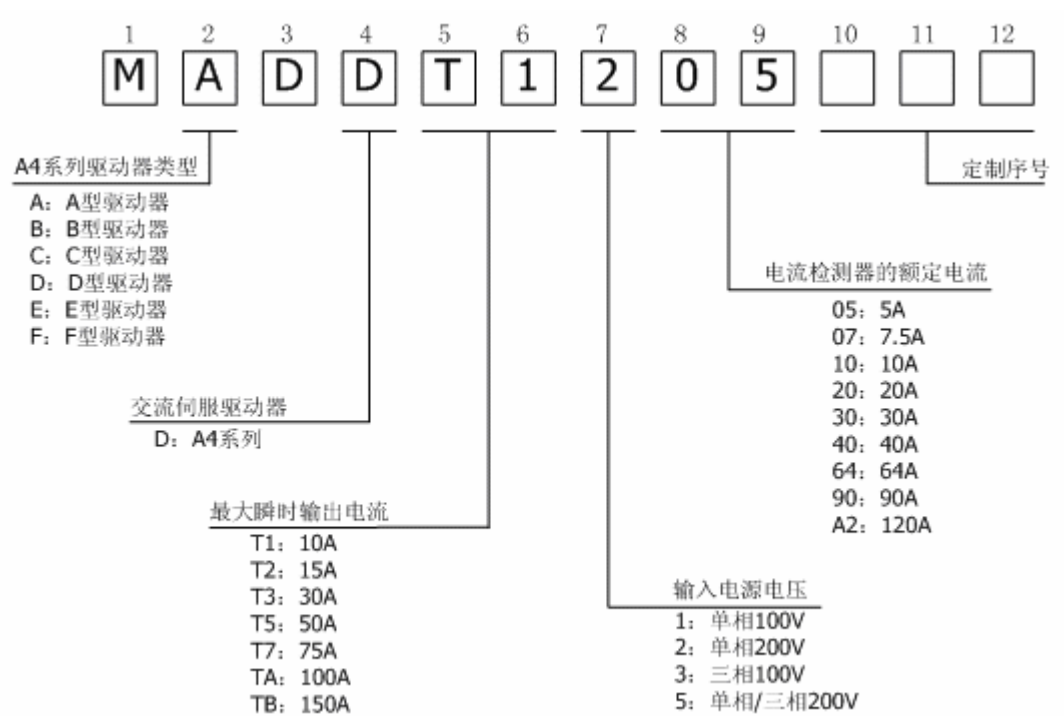 1 2 3 4 5 6 7 8 9 10 11 12
M A D D T 1 2 0 5
A4系列驱动器类型
A：A型驱动器
B：B型驱动器
C：C型驱动器
D：D型驱动器
E：E型驱动器
F：F型驱动器
交流伺服驱动器
D：A4系列
最大瞬时输出电流
T1：10A
T2：15A
T3：30A
T5：50A
T7：75A
TA：100A
TB：150A
输入电源电压
1：单相100V
2：单相200V
3：三相100V
5：单相/三相200V
电流检测器的额定电流
05：5A
07：7.5A
10：10A
20：20A
30：30A
40：40A
64：64A
90：90A
A2：120A
定制序号